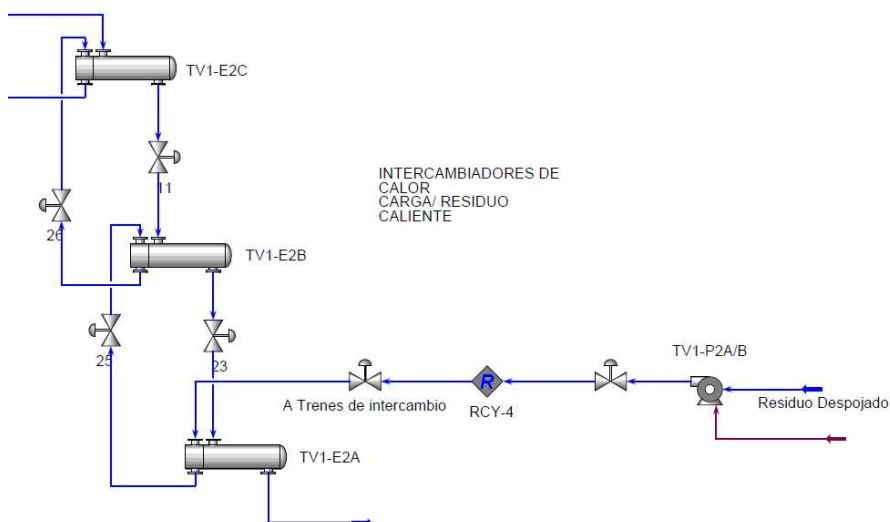 TV1-E2C
11
INTERCAMBIADORES DE
CALOR
CARGA/ RESIDUO
CALIENTE
26
TV1-E2B
25
23
TV1-P2A/B
A Trenes de intercambio
R
RCY-4
Residuo Despojado
TV1-E2A